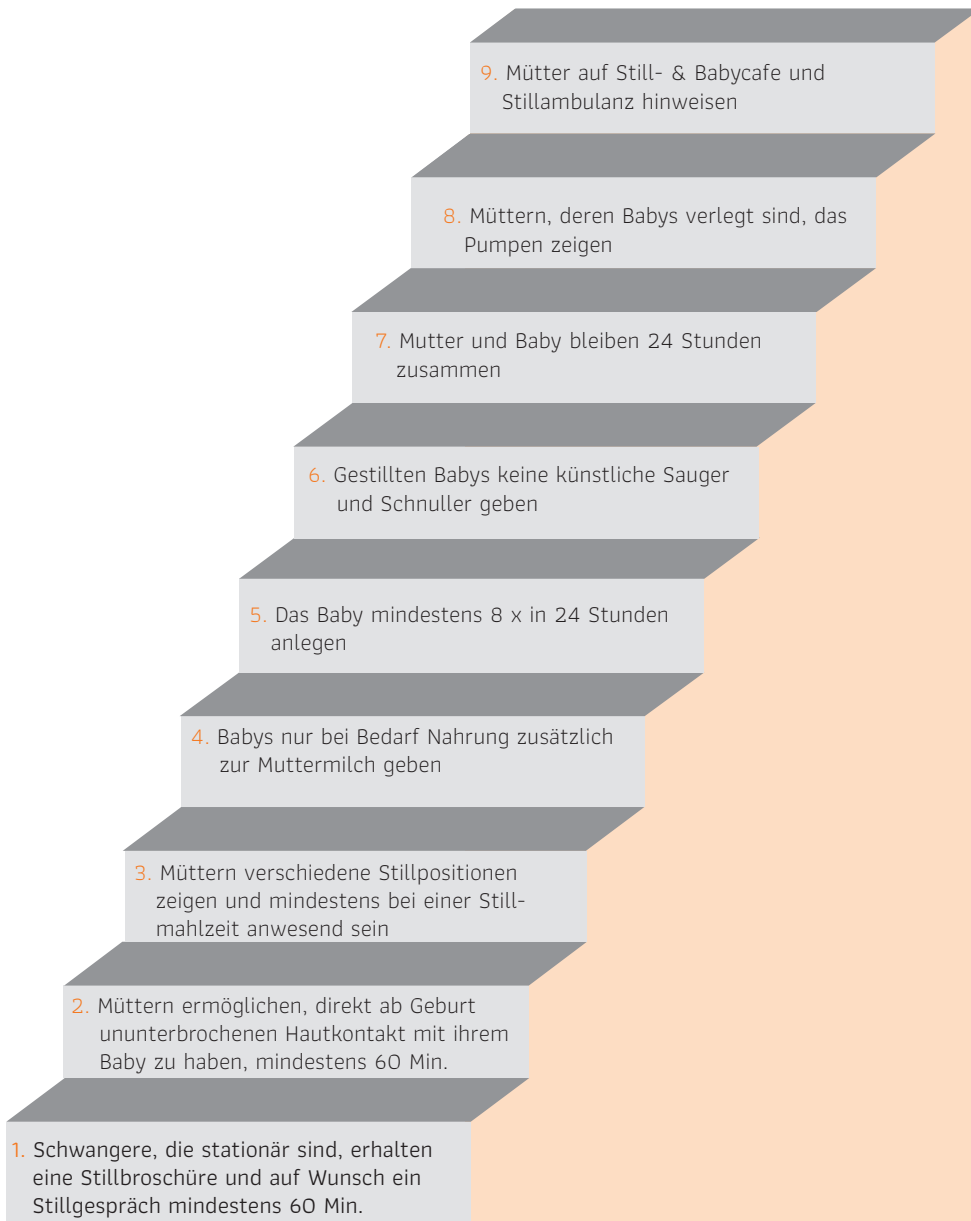 9. Mütter auf Still- & Babycafe und
Stillambulanz hinweisen
8. Müttern, deren Babys verlegt sind, das
Pumpen zeigen
7. Mutter und Baby bleiben 24 Stunden
zusammen
6. Gestillten Babys keine künstliche Sauger
und Schnuller geben
5. Das Baby mindestens 8 x in 24 Stunden
anlegen
4. Babys nur bei Bedarf Nahrung zusätzlich
zur Muttermilch geben
3. Müttern verschiedene Stillpositionen
zeigen und mindestens bei einer Still-
mahlzeit anwesend sein
2. Müttern ermöglichen, direkt ab Geburt
ununterbrochenen Hautkontakt mit ihrem
Baby zu haben, mindestens 60 Min.
1. Schwangere, die stationär sind, erhalten
eine Stillbroschüre und auf Wunsch ein
Stillgespräch mindestens 60 Min.